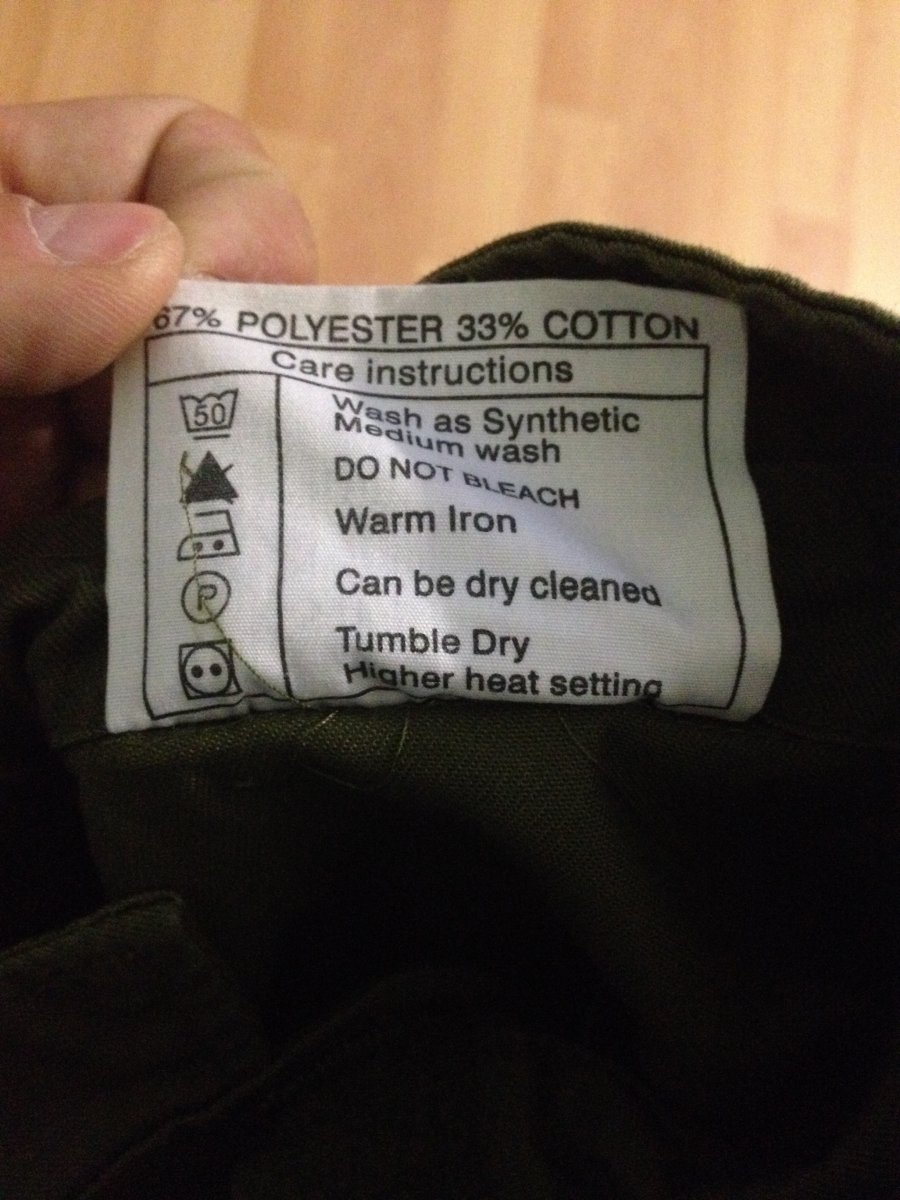 67% POLYESTER 33% COTTON
Care instructions
50
Wash as Synthetic
Medium wash
DO NOT BLEACH
Warm Iron
P
Can be dry cleaned
Tumble Dry
Higher heat setting